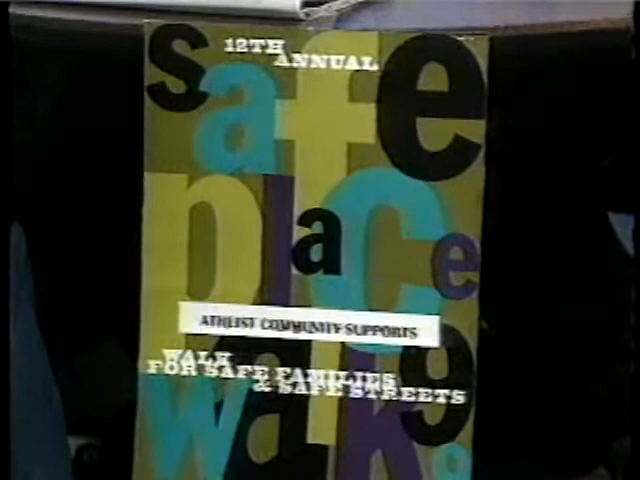 safe
12TH
ANNUAL
place
ATHEIST COMMUNITY SUPPORTS
WALK
FOR SAFE FAMILIES
& SAFE STREETS
walk
9